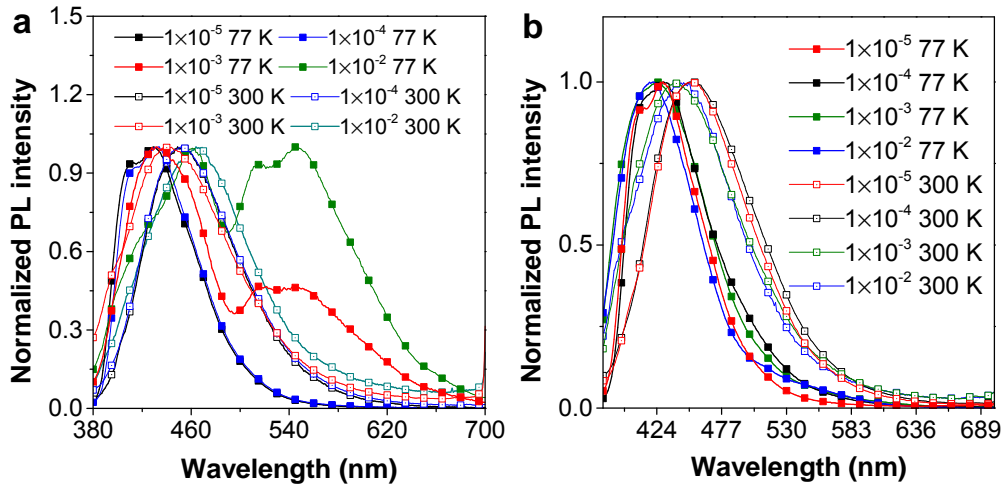 a
1×10⁻⁵ 77 K 1×10⁻⁴ 77 K
1×10⁻³ 77 K 1×10⁻² 77 K
1×10⁻⁵ 300 K 1×10⁻⁴ 300 K
1×10⁻³ 300 K 1×10⁻² 300 K
Normalized PL intensity
1.5
1.2
0.9
0.6
0.3
0.0
380 460 540 620 700
Wavelength (nm)
b
1×10⁻⁵ 77 K
1×10⁻⁴ 77 K
1×10⁻³ 77 K
1×10⁻² 77 K
1×10⁻⁵ 300 K
1×10⁻⁴ 300 K
1×10⁻³ 300 K
1×10⁻² 300 K
Normalized PL intensity
1.0
0.5
0.0
424 477 530 583 636 689
Wavelength (nm)